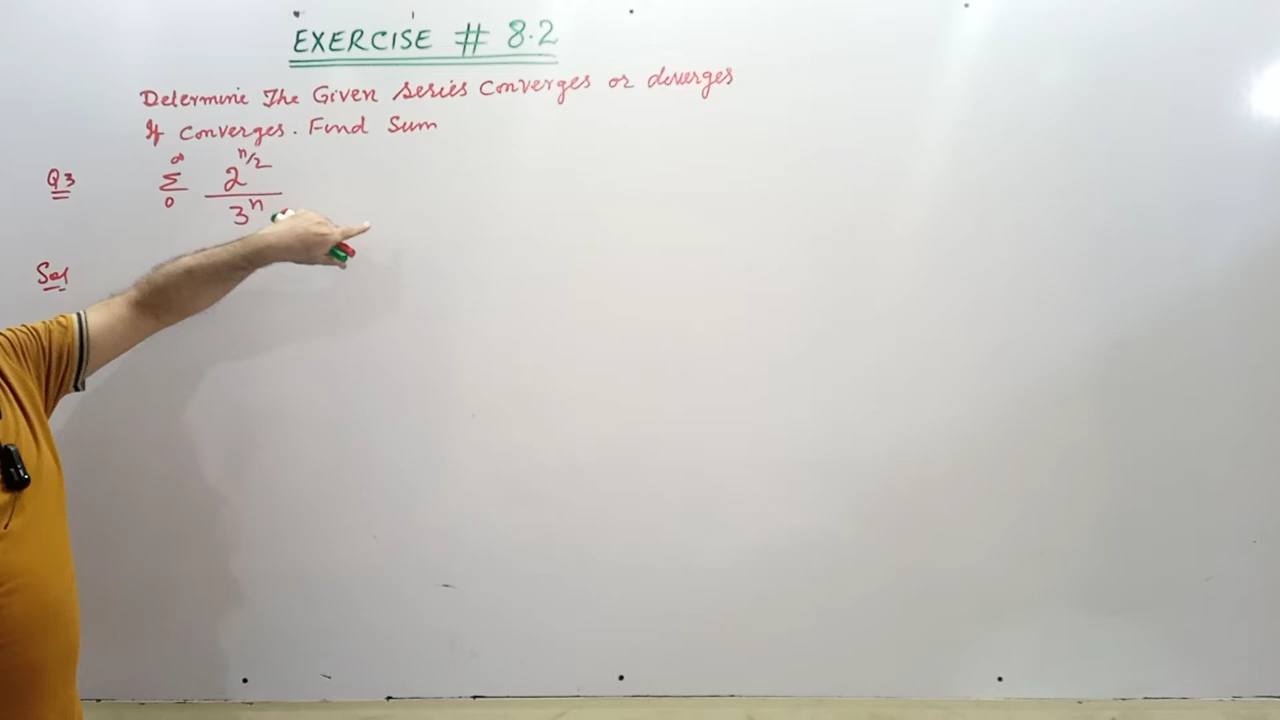 EXERCISE # 8.2
Determine The Given Series Converges or diverges
If Converges. Find Sum
Q3 ∞ Σ 0 2^n/2 / 3^n
Sol